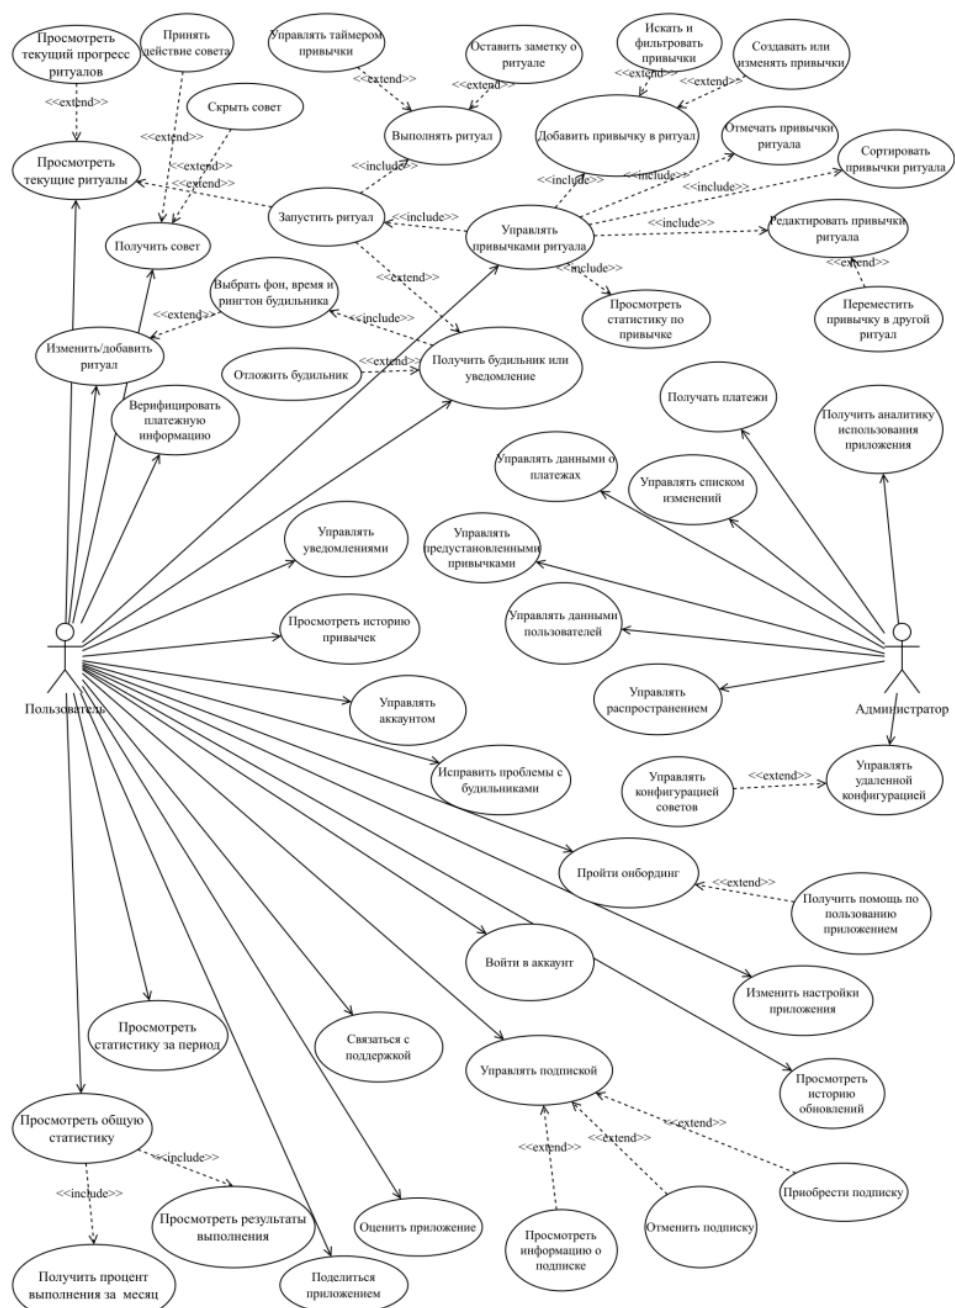 Просмотреть
текущий прогресс
ритуалов
<<extend>>
Принять
действие совета
<<extend>>
Скрыть совет
<<extend>>
Управлять таймером
привычки
<<extend>>
Оставить заметку о
ритуале
<<extend>>
Выполнять ритуал
<<include>>
Искать и
фильтровать
привычки
<<extend>>
Создавать или
изменять привычки
<<extend>>
Добавить привычку в ритуал
<<include>>
Отмечать привычки
ритуала
<<include>>
Сортировать
привычки ритуала
<<include>>
Просмотреть
текущие ритуалы
<<extend>>
Запустить ритуал
<<include>>
Управлять
привычками ритуала
<<include>>
Редактировать привычки
ритуала
<<extend>>
Получить совет
<<extend>>
<<include>>
Выбрать фон, время и
рингтон будильника
<<extend>>
<<include>>
Просмотреть
статистику по
привычке
Переместить
привычку в другой
ритуал
Изменить/добавить
ритуал
Отложить будильник
<<extend>>
Получить будильник или
уведомление
Верифицировать
платежную
информацию
Получать платежи
Получить аналитику
использования
приложения
Управлять данными о
платежах
Управлять списком
изменений
Управлять
уведомлениями
Управлять
предустановленными
привычками
Просмотреть историю
привычек
Управлять данными
пользователей
Пользователь
Администратор
Управлять
аккаунтом
Управлять
распространением
Исправить проблемы с
будильниками
Управлять
конфигурацией
советов
<<extend>>
Управлять
удаленной
конфигурацией
Пройти онбординг
<<extend>>
Получить помощь по
пользованию
приложением
Войти в аккаунт
Изменить настройки
приложения
Просмотреть
статистику за период
Связаться с
поддержкой
Управлять подпиской
Просмотреть
историю
обновлений
Просмотреть общую
статистику
<<include>>
<<include>>
<<extend>>
<<extend>>
<<extend>>
Просмотреть результаты
выполнения
Оценить приложение
Просмотреть
информацию о
подписке
Отменить подписку
Приобрести подписку
Получить процент
выполнения за месяц
Поделиться
приложением